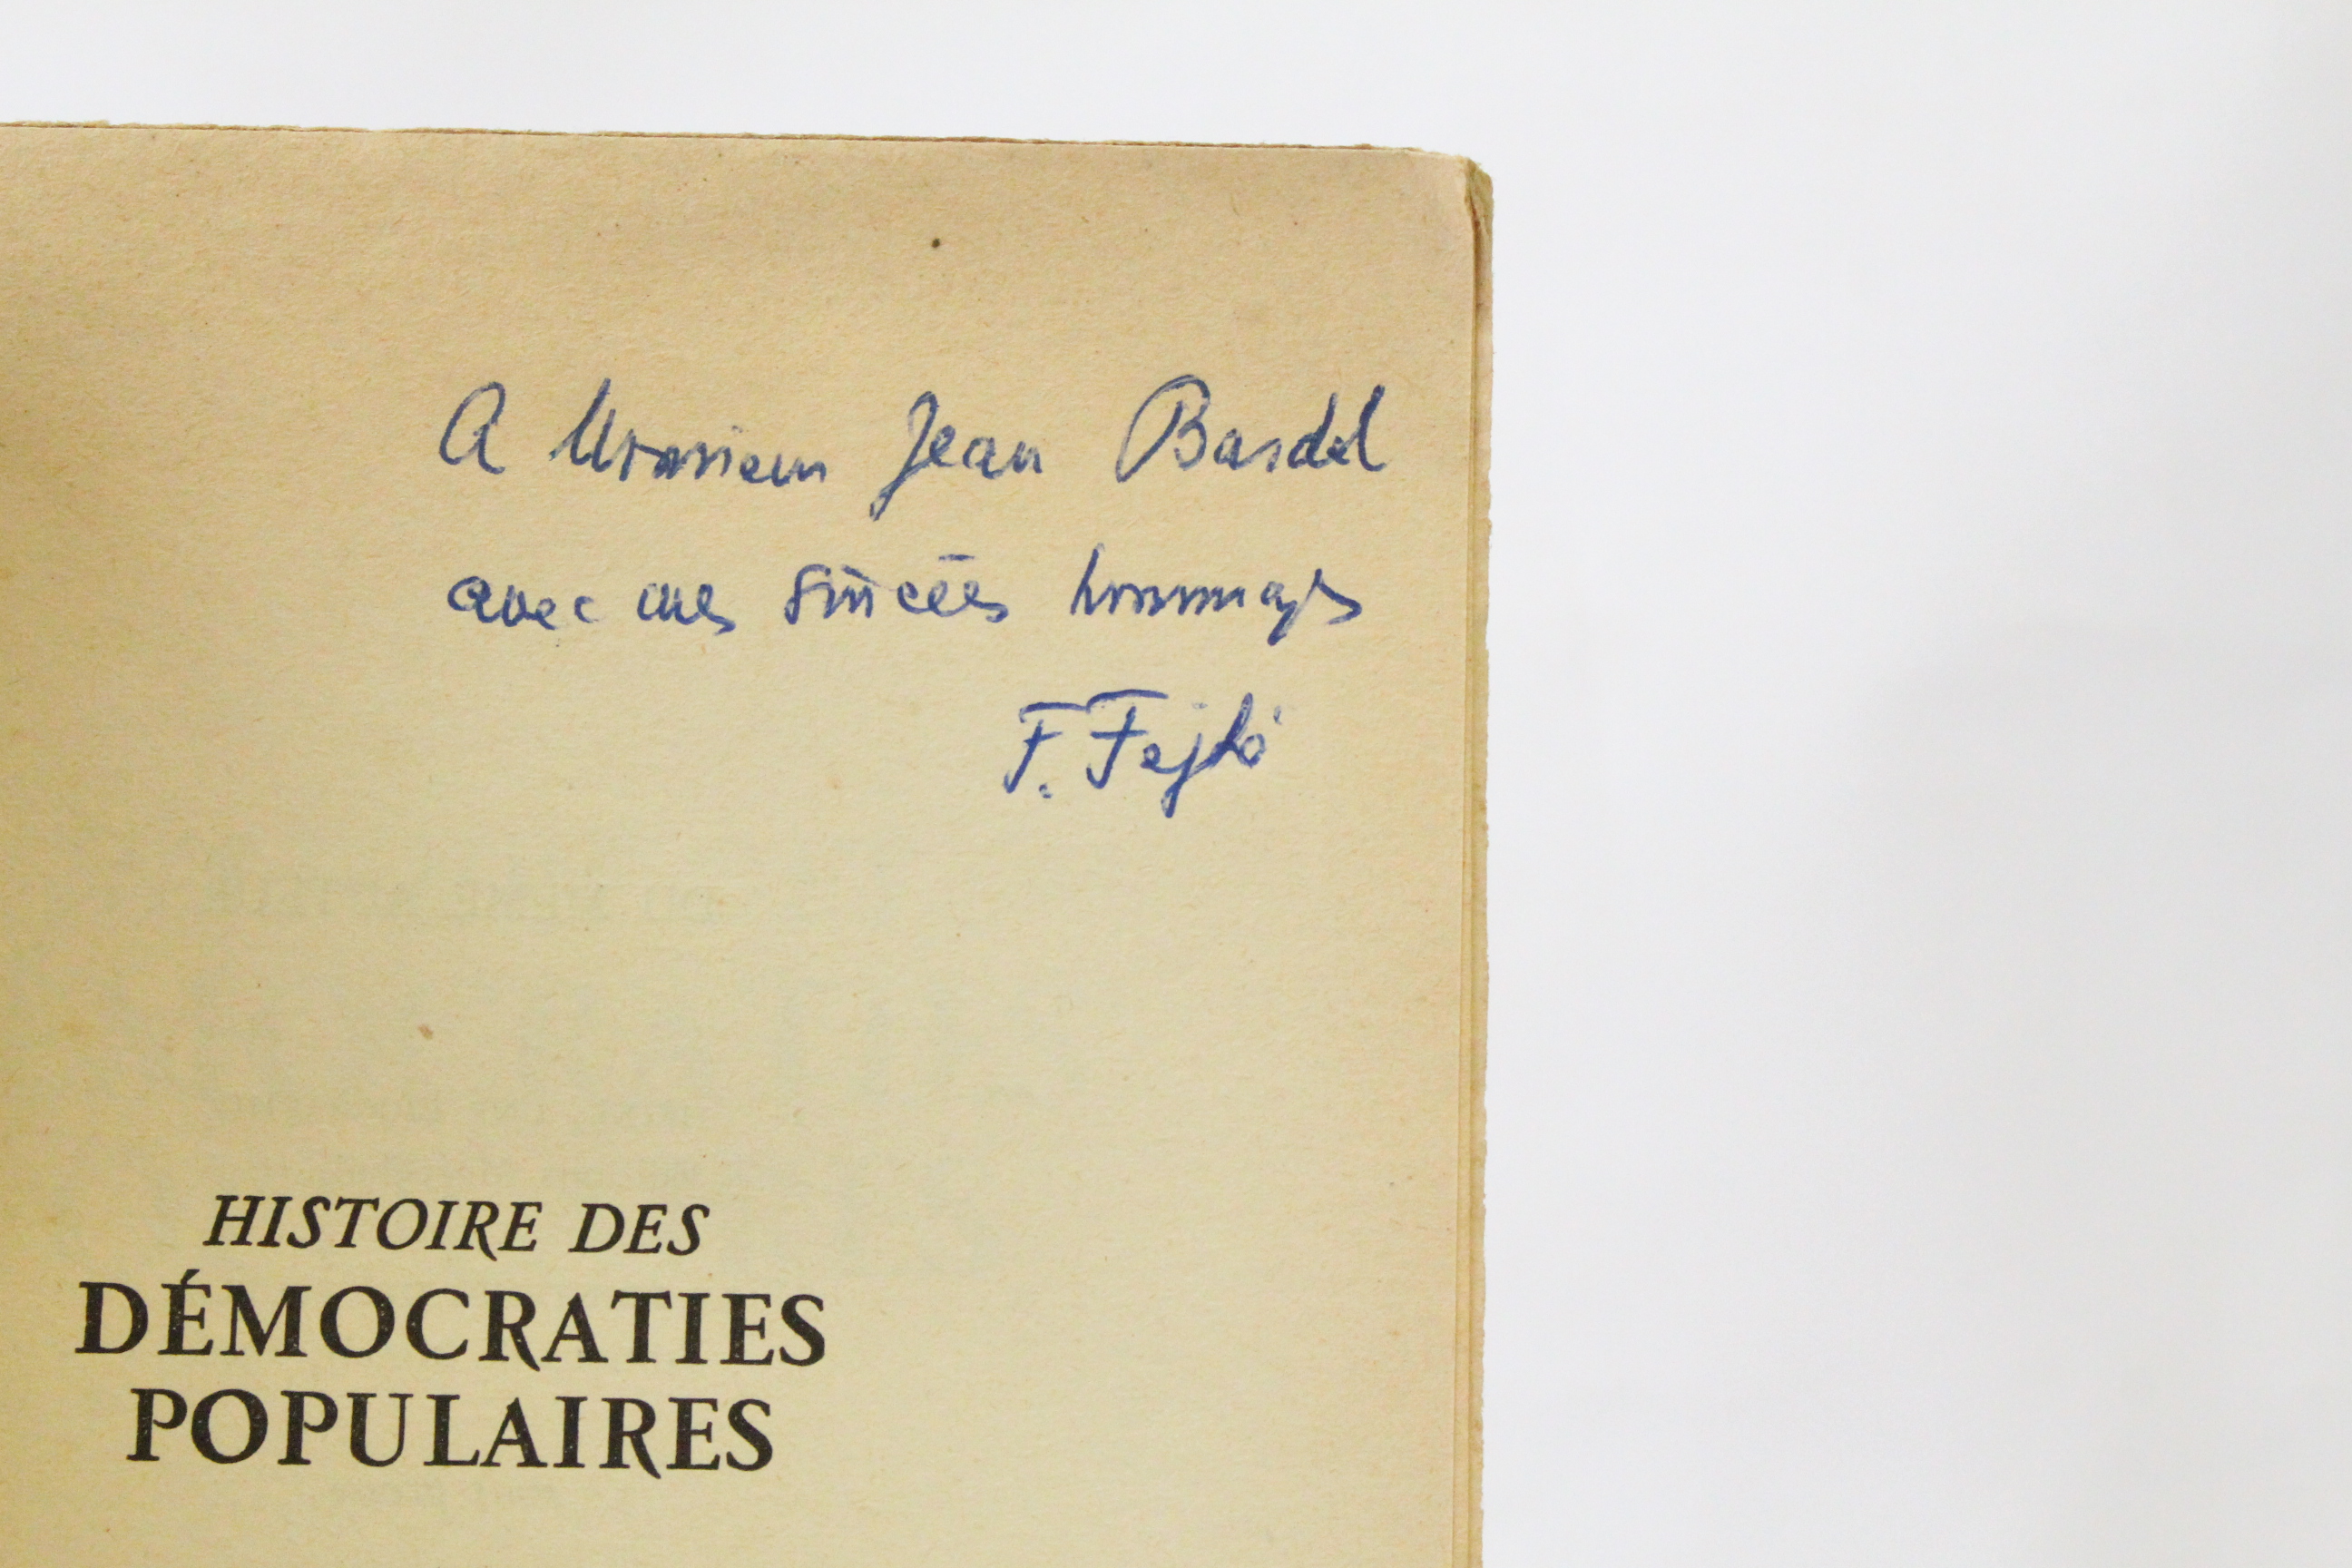 A Monsieur Jean Bardel
avec mes sincères hommages
F. Fejtö
HISTOIRE DES
DÉMOCRATIES
POPULAIRES